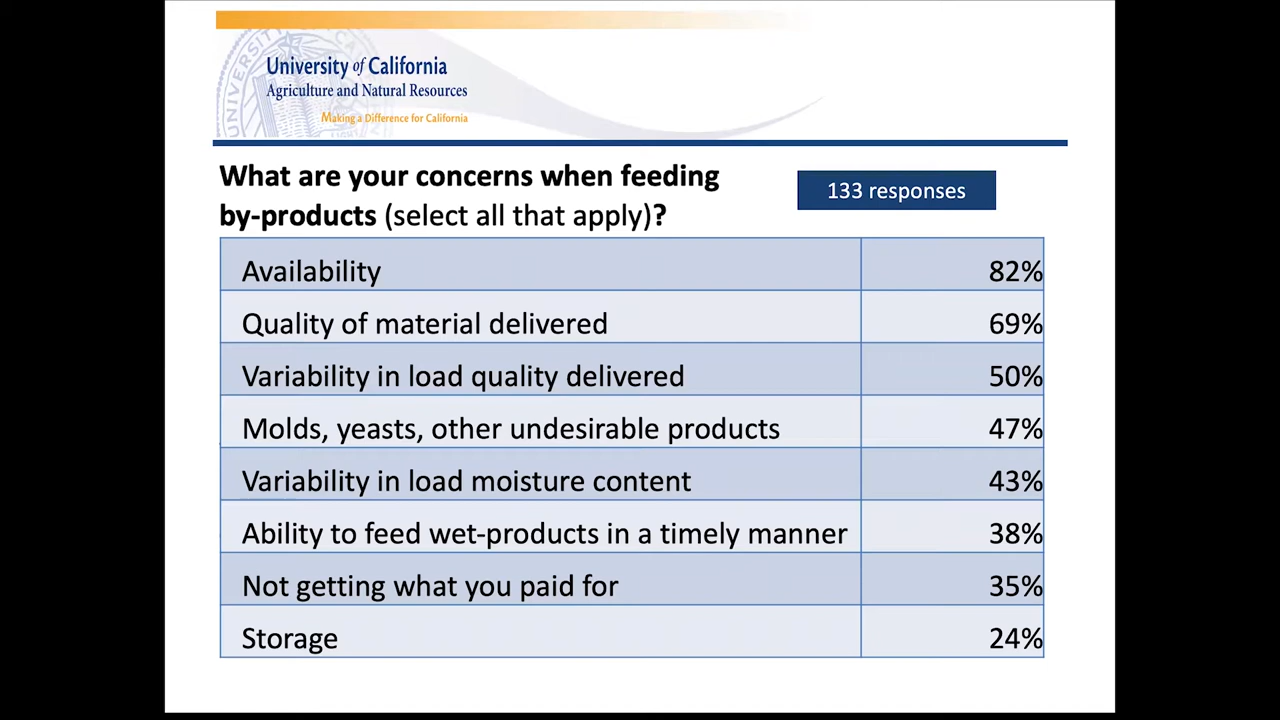 University of California
Agriculture and Natural Resources
Making a Difference for California
What are your concerns when feeding
by-products (select all that apply)?
133 responses
Availability 82%
Quality of material delivered 69%
Variability in load quality delivered 50%
Molds, yeasts, other undesirable products 47%
Variability in load moisture content 43%
Ability to feed wet-products in a timely manner 38%
Not getting what you paid for 35%
Storage 24%